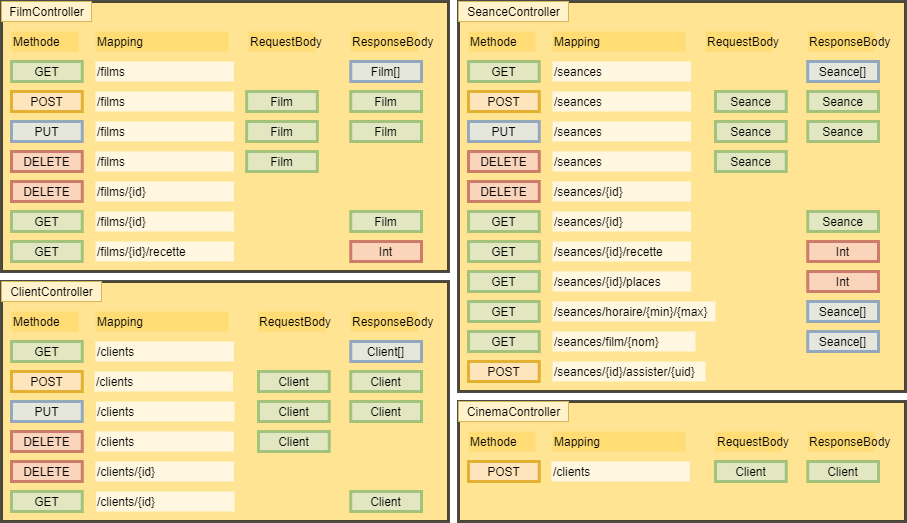 FilmController
Methode Mapping RequestBody ResponseBody
GET /films Film[]
POST /films Film Film
PUT /films Film Film
DELETE /films Film
DELETE /films/{id}
GET /films/{id} Film
GET /films/{id}/recette Int
ClientController
Methode Mapping RequestBody ResponseBody
GET /clients Client[]
POST /clients Client Client
PUT /clients Client Client
DELETE /clients Client
DELETE /clients/{id}
GET /clients/{id} Client
SeanceController
Methode Mapping RequestBody ResponseBody
GET /seances Seance[]
POST /seances Seance Seance
PUT /seances Seance Seance
DELETE /seances Seance
DELETE /seances/{id}
GET /seances/{id} Seance
GET /seances/{id}/recette Int
GET /seances/{id}/places Int
GET /seances/horaire/{min}/{max} Seance[]
GET /seances/film/{nom} Seance[]
POST /seances/{id}/assister/{uid}
CinemaController
Methode Mapping RequestBody ResponseBody
POST /clients Client Client